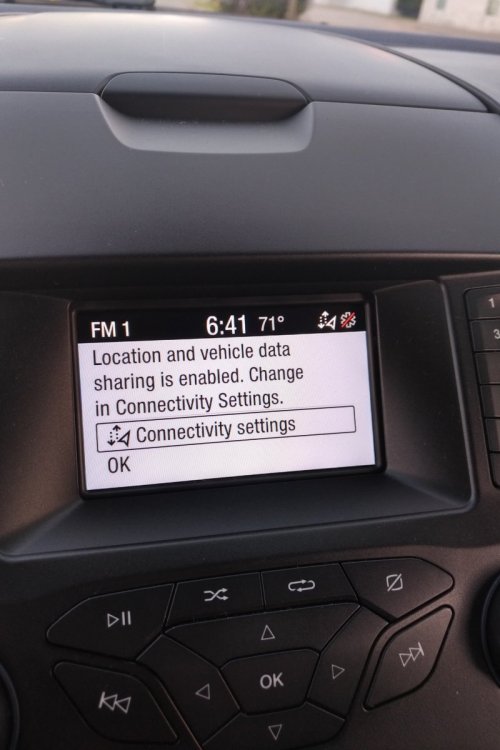 FM 1 6:41 71°
Location and vehicle data
sharing is enabled. Change
in Connectivity Settings.
Connectivity settings
OK
1
3
OK